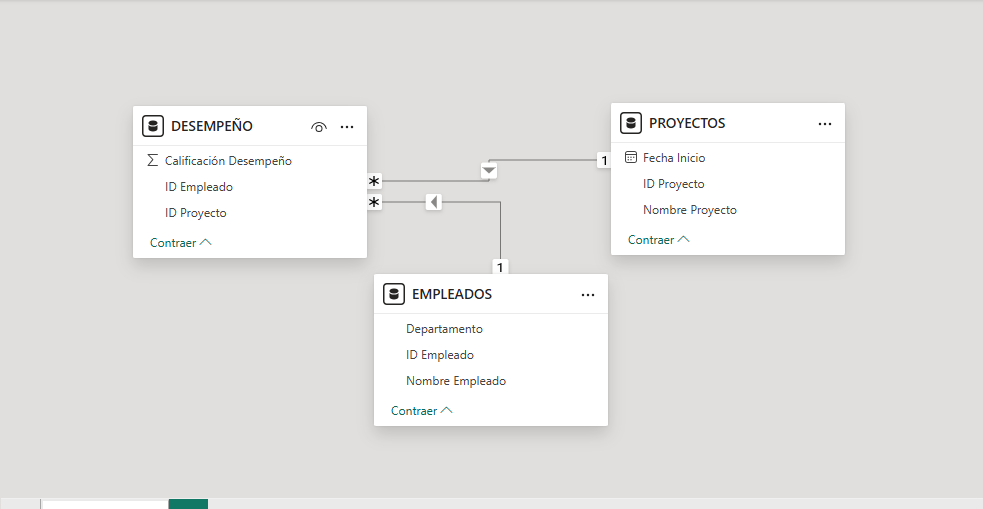 DESEMPEÑO
Calificación Desempeño
ID Empleado
ID Proyecto
Contraer
*
*
1
PROYECTOS
Fecha Inicio
ID Proyecto
Nombre Proyecto
Contraer
1
EMPLEADOS
Departamento
ID Empleado
Nombre Empleado
Contraer